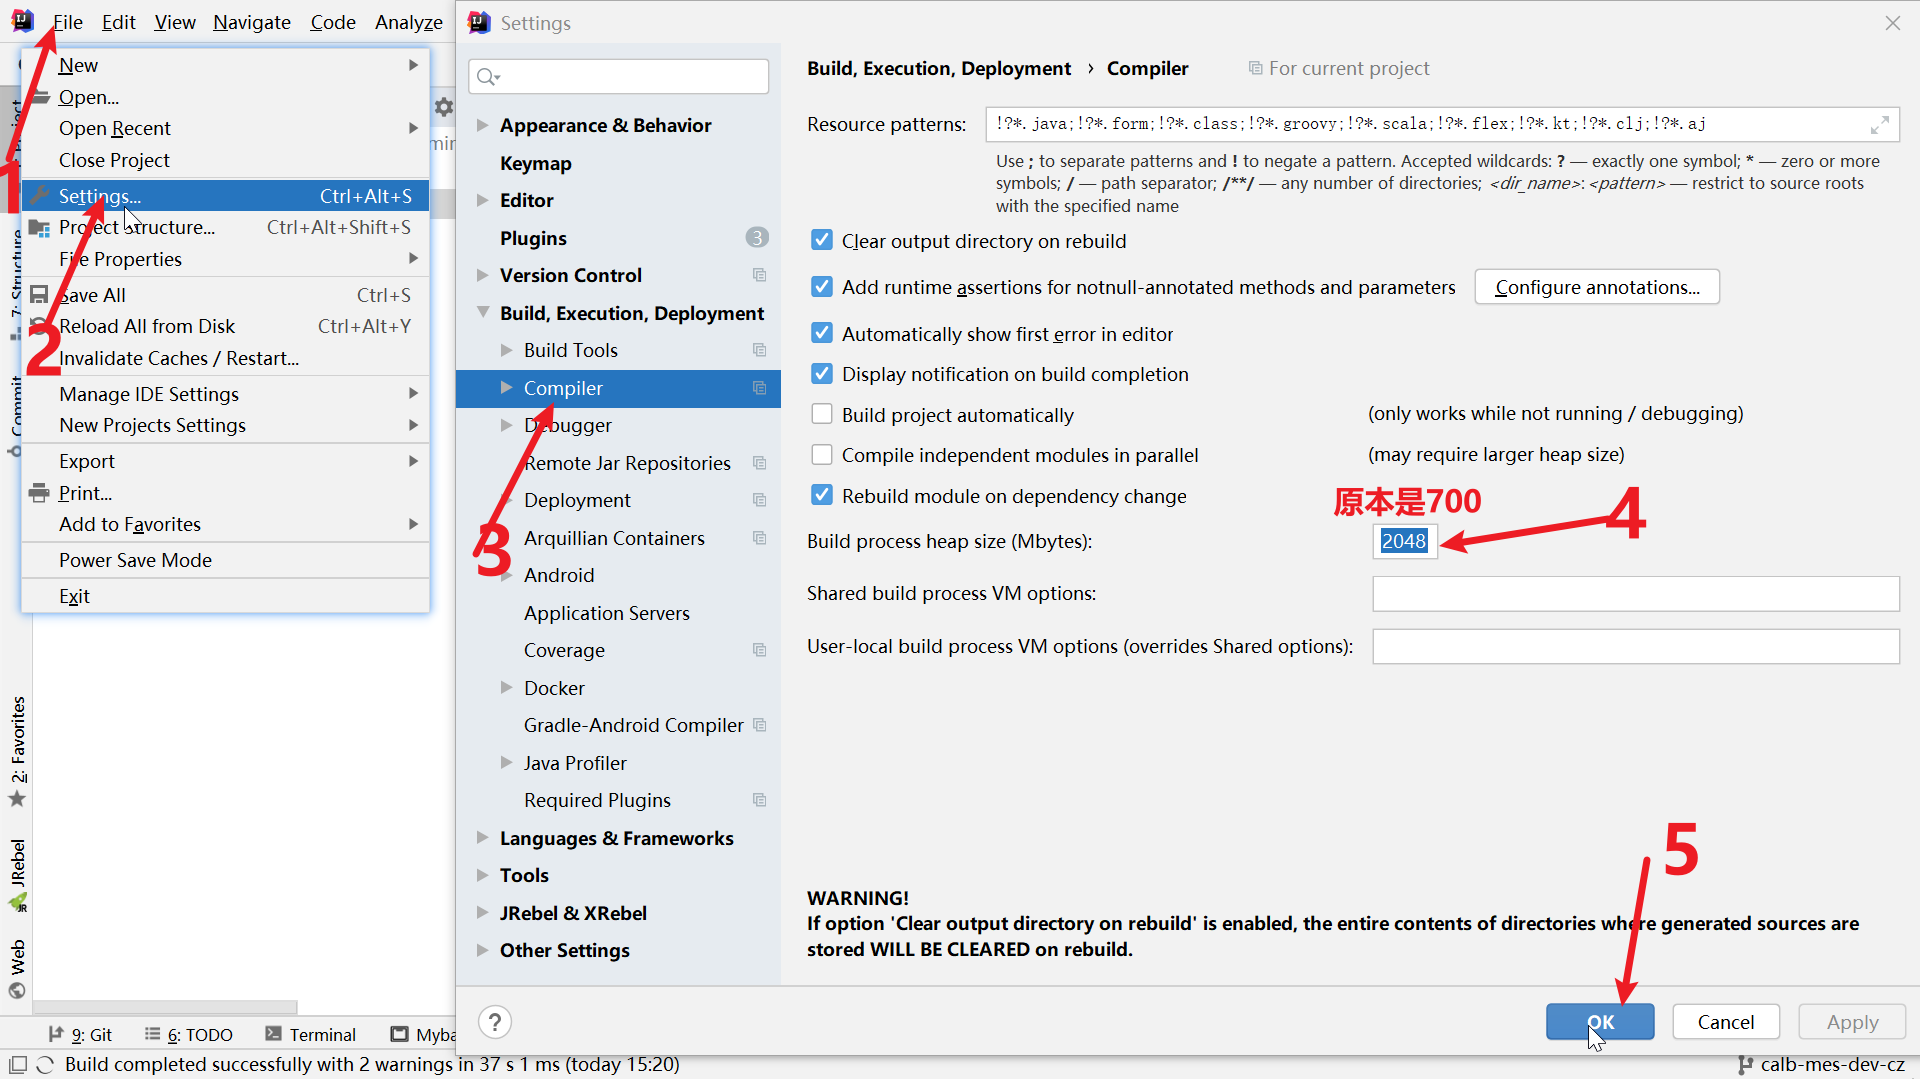 File Edit View Navigate Code Analyze
New
Open...
Open Recent
Close Project
Settings... Ctrl+Alt+S
Project Structure... Ctrl+Alt+Shift+S
File Properties
Save All Ctrl+S
Reload All from Disk Ctrl+Alt+Y
Invalidate Caches / Restart...
Manage IDE Settings
New Projects Settings
Export
Print...
Add to Favorites
Power Save Mode
Exit
1
2
7: Structure
Commit
2: Favorites
JRebel
Web
Settings
Appearance & Behavior
Keymap
Editor
Plugins 3
Version Control
Build, Execution, Deployment
Build Tools
Compiler
Debugger
Remote Jar Repositories
Deployment
Arquillian Containers
3
Android
Application Servers
Coverage
Docker
Gradle-Android Compiler
Java Profiler
Required Plugins
Languages & Frameworks
Tools
JRebel & XRebel
Other Settings
Build, Execution, Deployment › Compiler For current project
Resource patterns: !?*.java;!?*.form;!?*.class;!?*.groovy;!?*.scala;!?*.flex;!?*.kt;!?*.clj;!?*.aj
Use ; to separate patterns and ! to negate a pattern. Accepted wildcards: ? — exactly one symbol; * — zero or more
symbols; / — path separator; /**/ — any number of directories; <dir_name>:<pattern> — restrict to source roots
with the specified name
Clear output directory on rebuild
Add runtime assertions for notnull-annotated methods and parameters Configure annotations...
Automatically show first error in editor
Display notification on build completion
Build project automatically (only works while not running / debugging)
Compile independent modules in parallel (may require larger heap size)
Rebuild module on dependency change
原本是700
4
Build process heap size (Mbytes): 2048
Shared build process VM options:
User-local build process VM options (overrides Shared options):
5
WARNING!
If option 'Clear output directory on rebuild' is enabled, the entire contents of directories where generated sources are
stored WILL BE CLEARED on rebuild.
? OK Cancel Apply
9: Git 6: TODO Terminal Myba
Build completed successfully with 2 warnings in 37 s 1 ms (today 15:20) calb-mes-dev-cz